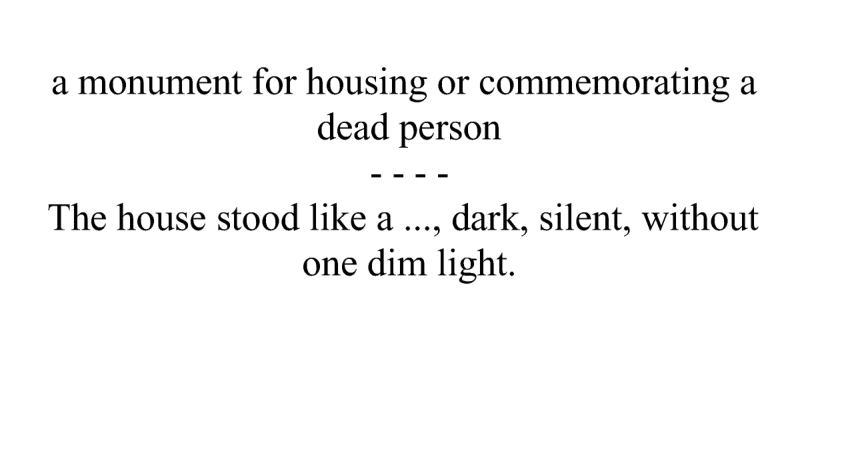 a monument for housing or commemorating a
dead person
- - - -
The house stood like a ..., dark, silent, without
one dim light.